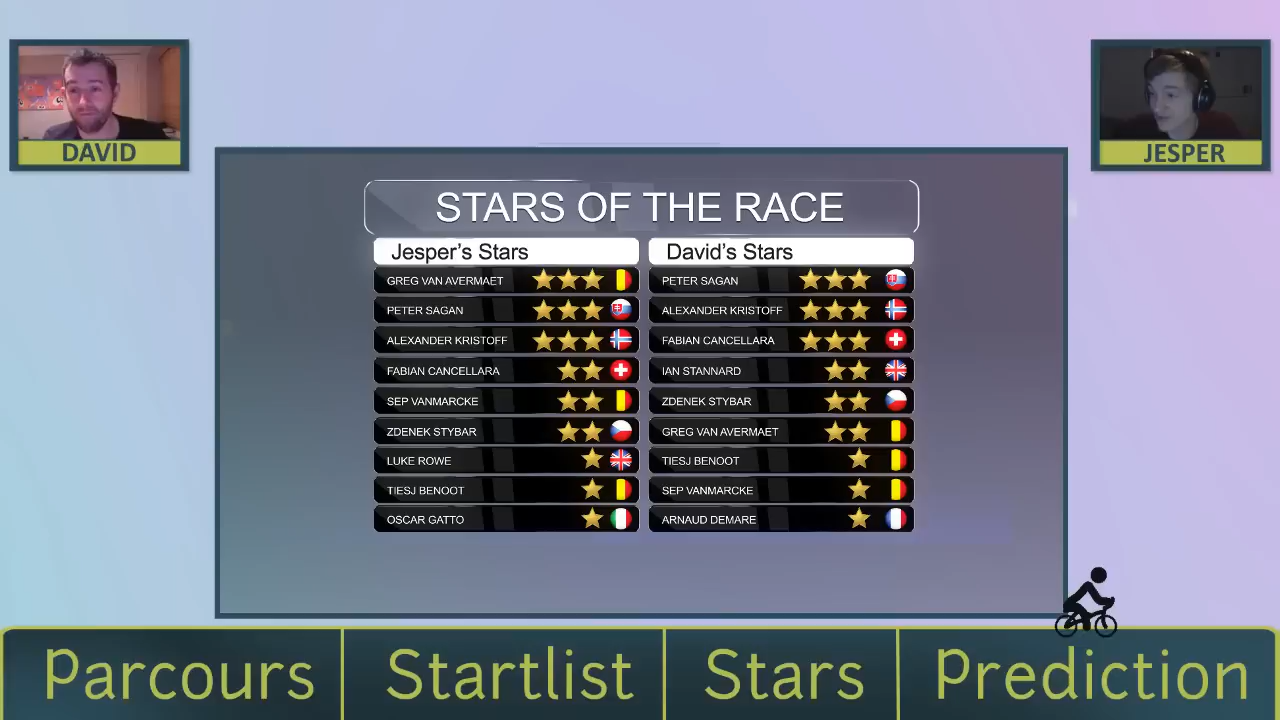 DAVID
JESPER
STARS OF THE RACE
Jesper's Stars
David's Stars
GREG VAN AVERMAET
PETER SAGAN
PETER SAGAN
ALEXANDER KRISTOFF
ALEXANDER KRISTOFF
FABIAN CANCELLARA
FABIAN CANCELLARA
IAN STANNARD
SEP VANMARCKE
ZDENEK STYBAR
ZDENEK STYBAR
GREG VAN AVERMAET
LUKE ROWE
TIESJ BENOOT
TIESJ BENOOT
SEP VANMARCKE
OSCAR GATTO
ARNAUD DEMARE
Parcours
Startlist
Stars
Prediction